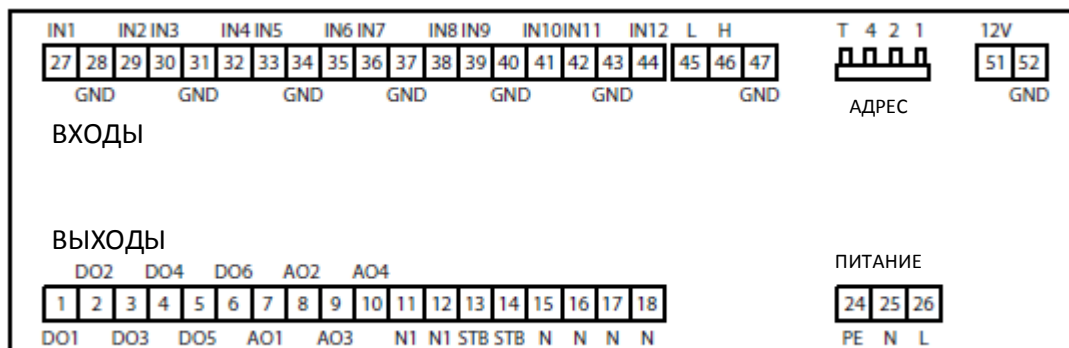 IN1 IN2 IN3 IN4 IN5 IN6 IN7 IN8 IN9 IN10 IN11 IN12 L H T 4 2 1 12V
27 28 29 30 31 32 33 34 35 36 37 38 39 40 41 42 43 44 45 46 47 51 52
GND GND GND GND GND GND GND АДРЕС GND
ВХОДЫ
ВЫХОДЫ
DO2 DO4 DO6 AO2 AO4 ПИТАНИЕ
1 2 3 4 5 6 7 8 9 10 11 12 13 14 15 16 17 18 24 25 26
DO1 DO3 DO5 AO1 AO3 N1 N1 STB STB N N N N PE N L